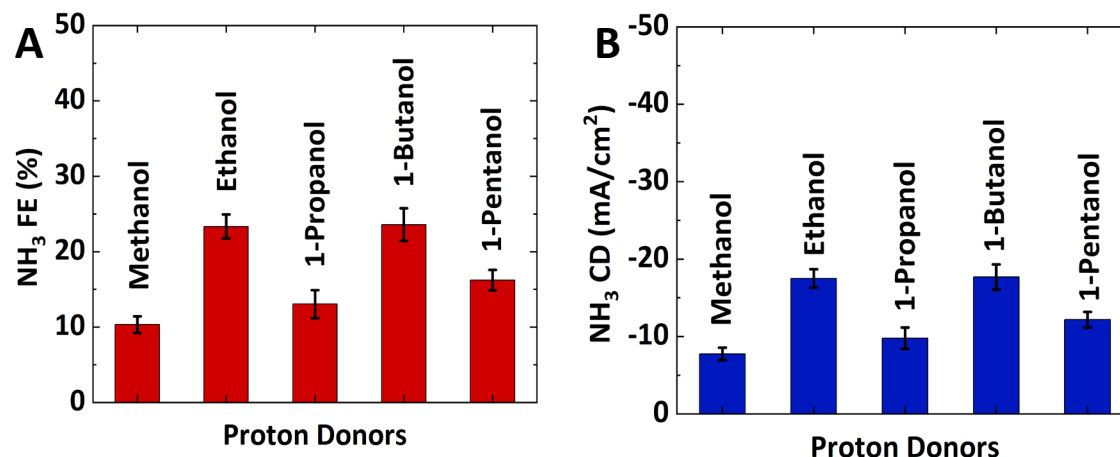 A
50
40
30
20
10
0
NH₃ FE (%)
Methanol
Ethanol
1-Propanol
1-Butanol
1-Pentanol
Proton Donors
B
-50
-40
-30
-20
-10
0
NH₃ CD (mA/cm²)
Methanol
Ethanol
1-Propanol
1-Butanol
1-Pentanol
Proton Donors